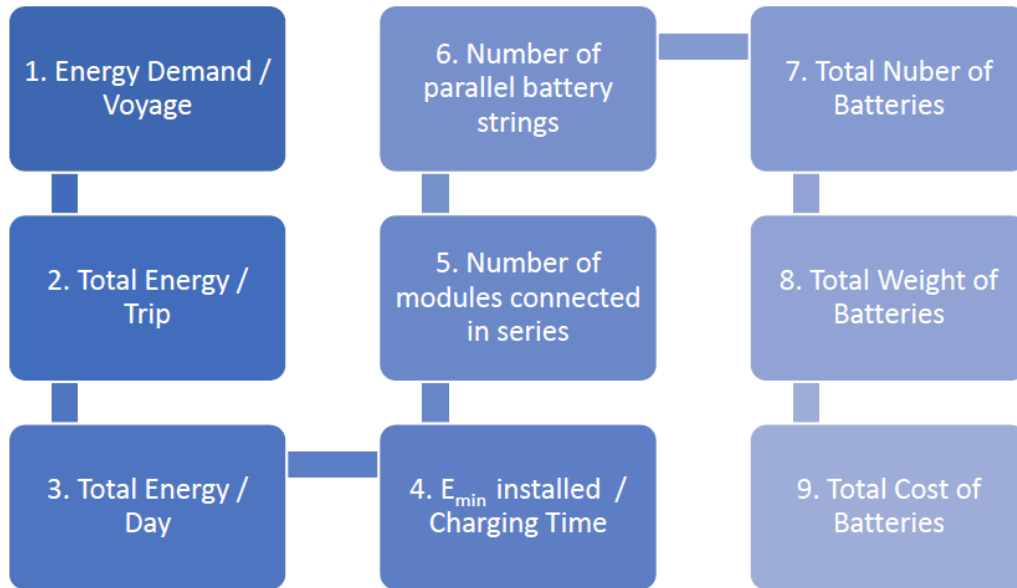 1. Energy Demand /
Voyage
2. Total Energy /
Trip
3. Total Energy /
Day
4. Emin installed /
Charging Time
5. Number of
modules connected
in series
6. Number of
parallel battery
strings
7. Total Nuber of
Batteries
8. Total Weight of
Batteries
9. Total Cost of
Batteries